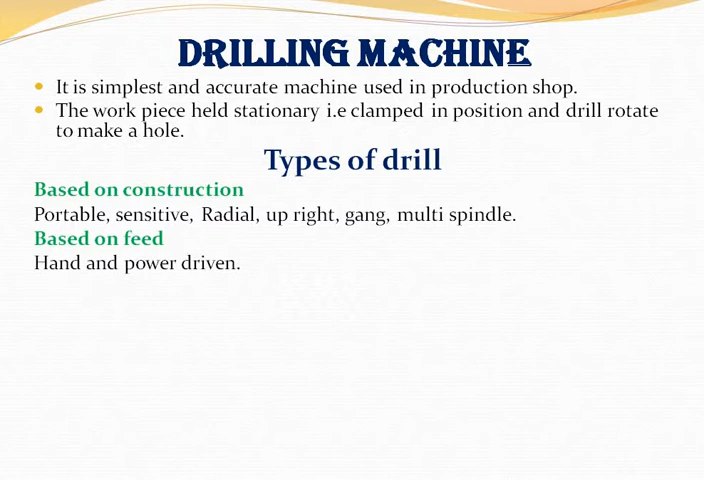 DRILLING MACHINE
It is simplest and accurate machine used in production shop.
The work piece held stationary i.e clamped in position and drill rotate
to make a hole.
Types of drill
Based on construction
Portable, sensitive, Radial, up right, gang, multi spindle.
Based on feed
Hand and power driven.